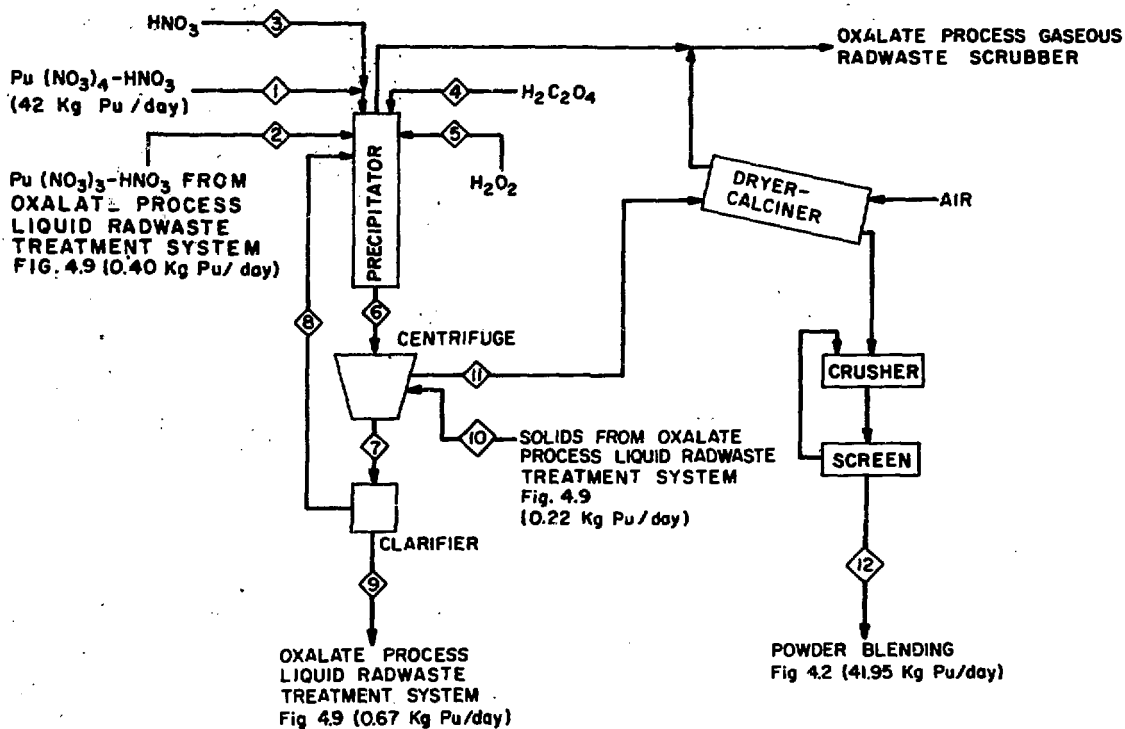 HNO3
3
OXALATE PROCESS GASEOUS
RADWASTE SCRUBBER
Pu (NO3)4-HNO3
(42 Kg Pu/day)
1
4
H2C2O4
2
5
Pu (NO3)3-HNO3 FROM
OXALAT_ PROCESS
LIQUID RADWASTE
TREATMENT SYSTEM
FIG. 4.9 (0.40 Kg Pu/day)
H2O2
PRECIPITATOR
DRYER-
CALCINER
AIR
8
6
CENTRIFUGE
11
CRUSHER
7
10
SOLIDS FROM OXALATE
PROCESS LIQUID RADWASTE
TREATMENT SYSTEM
Fig. 4.9
(0.22 Kg Pu/day)
SCREEN
CLARIFIER
9
12
OXALATE PROCESS
LIQUID RADWASTE
TREATMENT SYSTEM
Fig 4.9 (0.67 Kg Pu/day)
POWDER BLENDING
Fig 4.2 (41.95 Kg Pu/day)